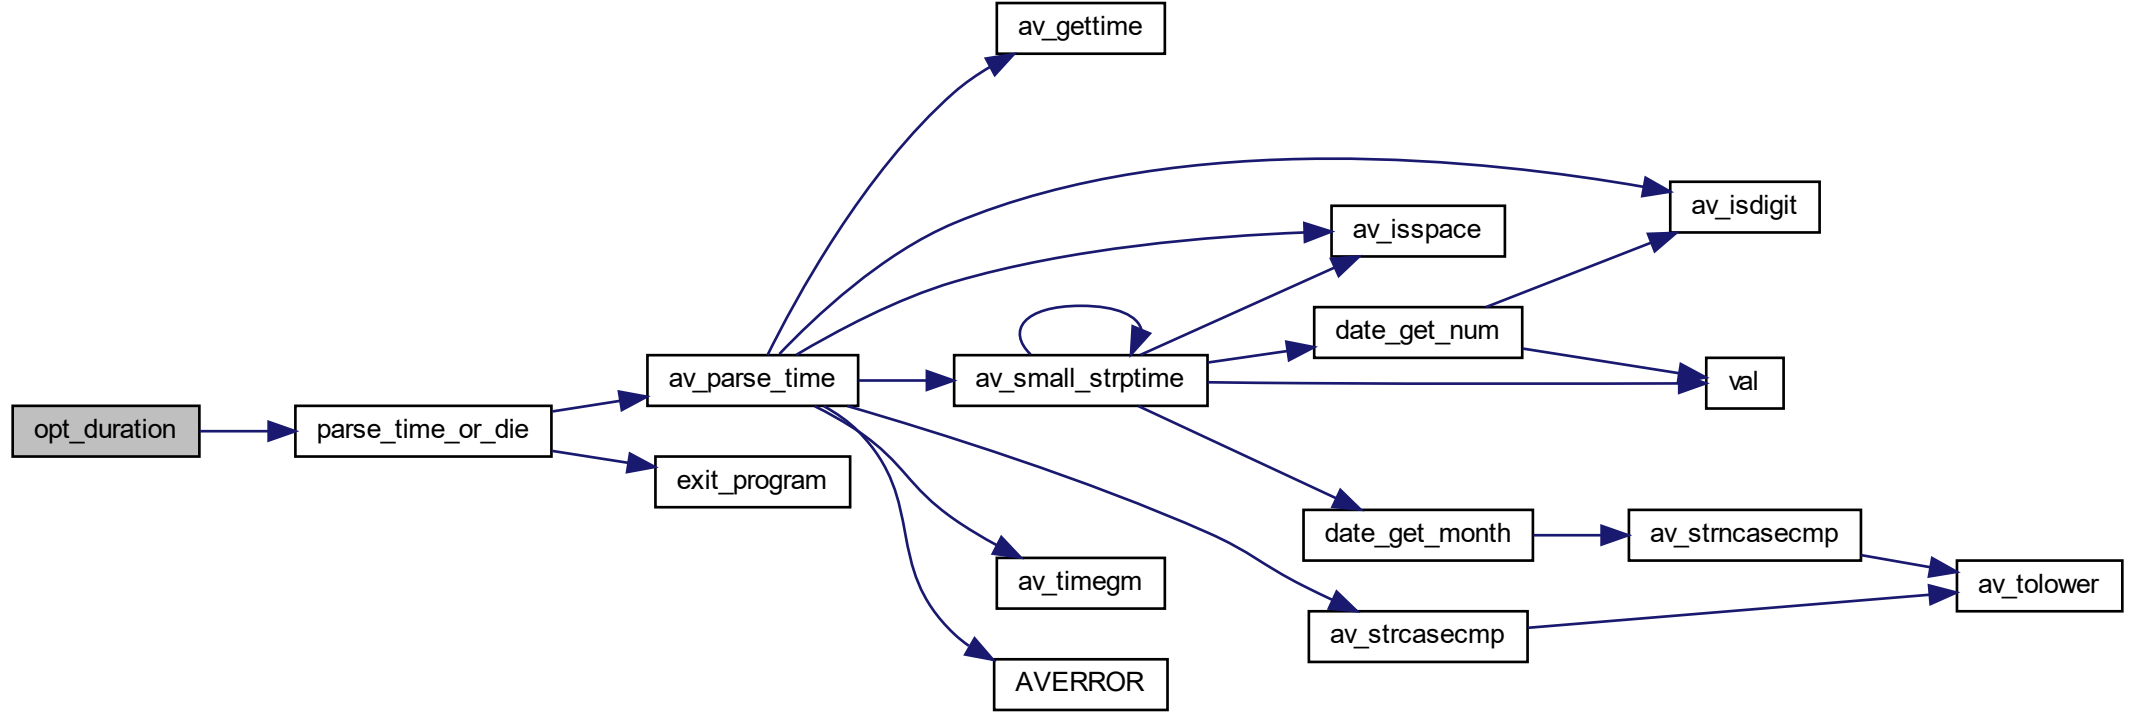 av_gettime
av_isdigit
av_isspace
date_get_num
av_parse_time
av_small_strptime
val
opt_duration
parse_time_or_die
exit_program
date_get_month
av_strncasecmp
av_timegm
av_tolower
av_strcasecmp
AVERROR